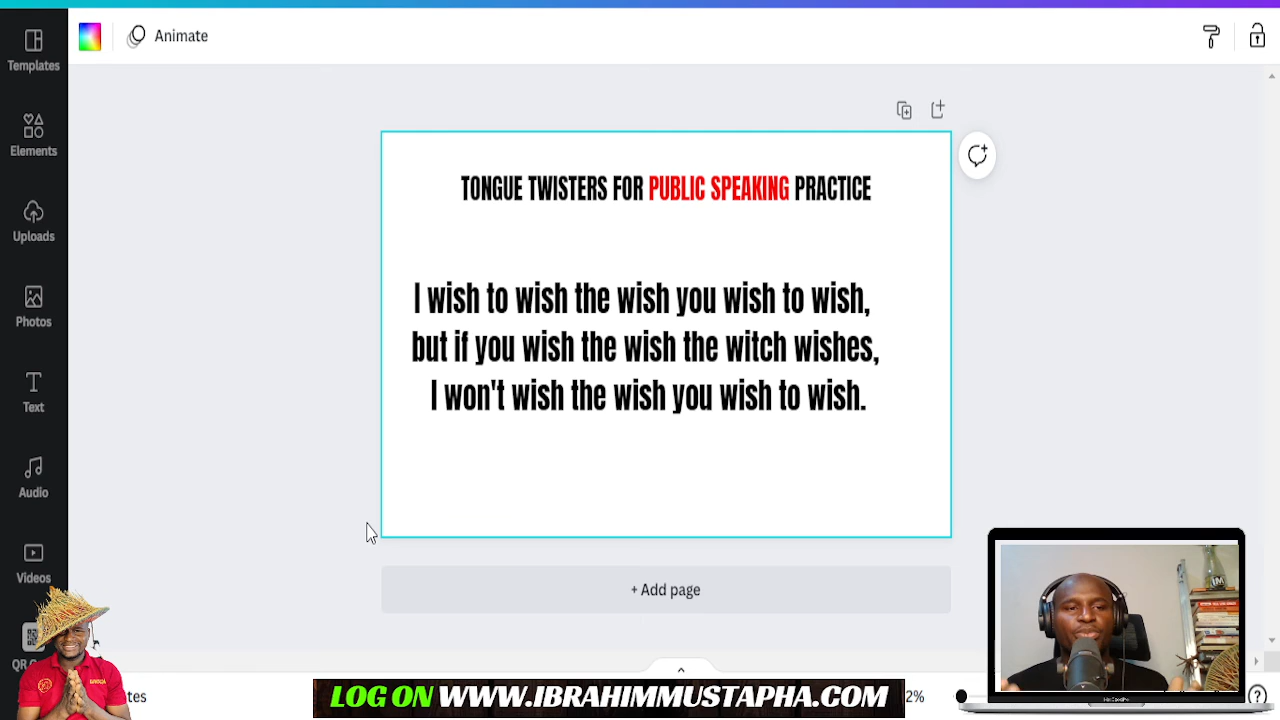 Animate
Templates
Elements
Uploads
Photos
Text
Audio
Videos
TONGUE TWISTERS FOR PUBLIC SPEAKING PRACTICE
I wish to wish the wish you wish to wish,
but if you wish the wish the witch wishes,
I won't wish the wish you wish to wish.
+ Add page
LOG ON WWW.IBRAHIMMUSTAPHA.COM